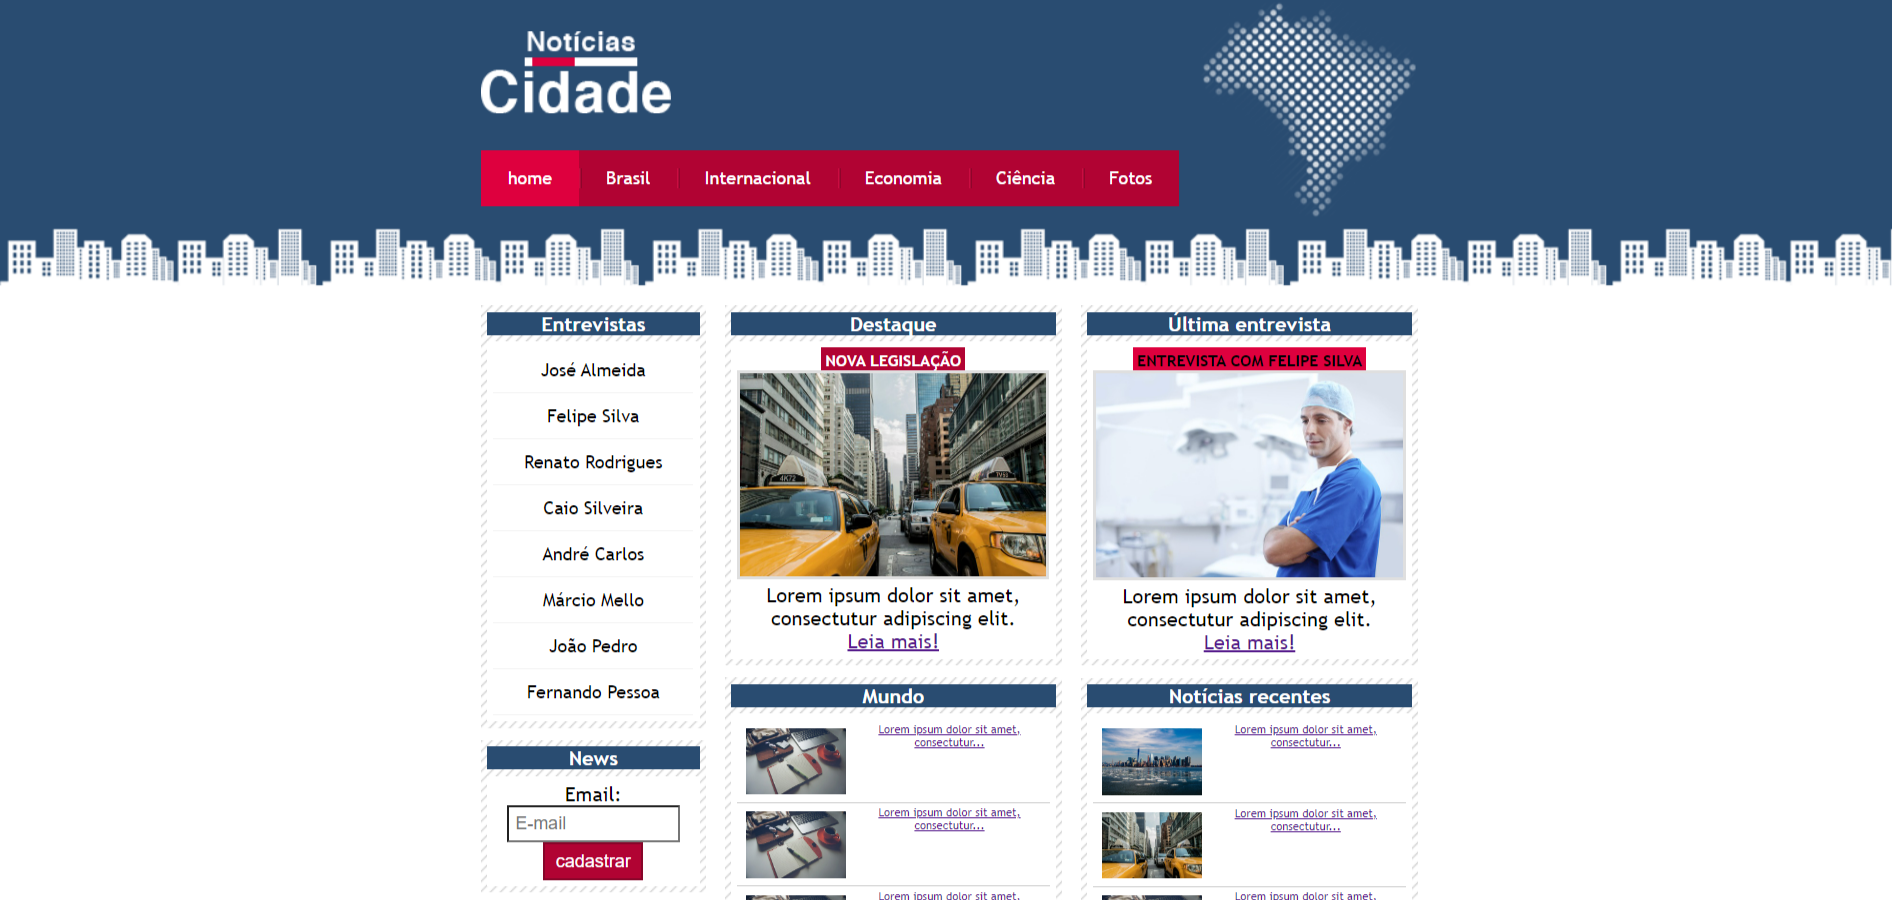 Notícias
Cidade
home
Brasil
Internacional
Economia
Ciência
Fotos
Entrevistas
José Almeida
Felipe Silva
Renato Rodrigues
Caio Silveira
André Carlos
Márcio Mello
João Pedro
Fernando Pessoa
News
Email:
E-mail
cadastrar
Destaque
NOVA LEGISLAÇÃO
4K72
Lorem ipsum dolor sit amet,
consectutur adipiscing elit.
Leia mais!
Mundo
Lorem ipsum dolor sit amet,
consectutur...
Lorem ipsum dolor sit amet,
consectutur...
Lorem ipsum dolor sit amet,
Última entrevista
ENTREVISTA COM FELIPE SILVA
Lorem ipsum dolor sit amet,
consectutur adipiscing elit.
Leia mais!
Notícias recentes
Lorem ipsum dolor sit amet,
consectutur...
Lorem ipsum dolor sit amet,
consectutur...
Lorem ipsum dolor sit amet,